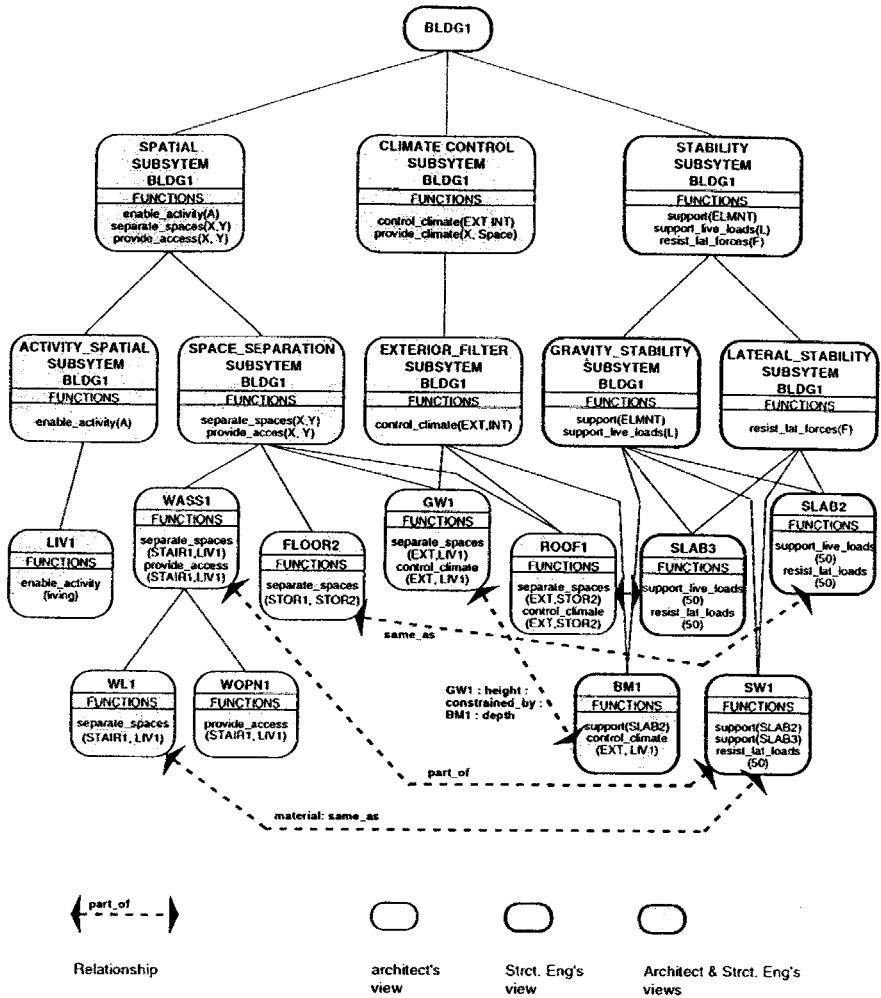 BLDG1
SPATIAL
SUBSYTEM
BLDG1
FUNCTIONS
enable_activity(A)
separate_spaces(X,Y)
provide_access(X, Y)
CLIMATE CONTROL
SUBSYTEM
BLDG1
FUNCTIONS
control_climate(EXT,INT)
provide_climate(X, Space)
STABILITY
SUBSYTEM
BLDG1
FUNCTIONS
support(ELMNT)
support_live_loads(L)
resist_lat_forces(F)
ACTIVITY_SPATIAL
SUBSYTEM
BLDG1
FUNCTIONS
enable_activity(A)
SPACE_SEPARATION
SUBSYTEM
BLDG1
FUNCTIONS
separate_spaces(X,Y)
provide_acces(X, Y)
EXTERIOR_FILTER
SUBSYTEM
BLDG1
FUNCTIONS
control_climate(EXT,INT)
GRAVITY_STABILITY
SUBSYTEM
BLDG1
FUNCTIONS
support(ELMNT)
support_live_loads(L)
LATERAL_STABILITY
SUBSYTEM
BLDG1
FUNCTIONS
resist_lat_forces(F)
LIV1
FUNCTIONS
enable_activity
(living)
WASS1
FUNCTIONS
separate_spaces
(STAIR1,LIV1)
provide_access
(STAIR1,LIV1)
FLOOR2
FUNCTIONS
separate_spaces
(STOR1, STOR2)
GW1
FUNCTIONS
separate_spaces
(EXT,LIV1)
control_climate
(EXT, LIV1)
ROOF1
FUNCTIONS
separate_spaces
(EXT,STOR2)
control_climate
(EXT,STOR2)
SLAB3
FUNCTIONS
support_live_loads
(50)
resist_lat_loads
(50)
SLAB2
FUNCTIONS
support_live_loads
(50)
resist_lat_loads
(50)
same_as
WL1
FUNCTIONS
separate_spaces
(STAIR1, LIV1)
WOPN1
FUNCTIONS
provide_access
(STAIR1, LIV1)
GW1 : height :
constrained_by :
BM1 : depth
BM1
FUNCTIONS
support(SLAB2)
control_climate
(EXT, LIV1)
SW1
FUNCTIONS
support(SLAB2)
support(SLAB3)
resist_lat_loads
(50)
part_of
material: same_as
part_of
Relationship
architect's
view
Strct. Eng's
view
Architect & Strct. Eng's
views